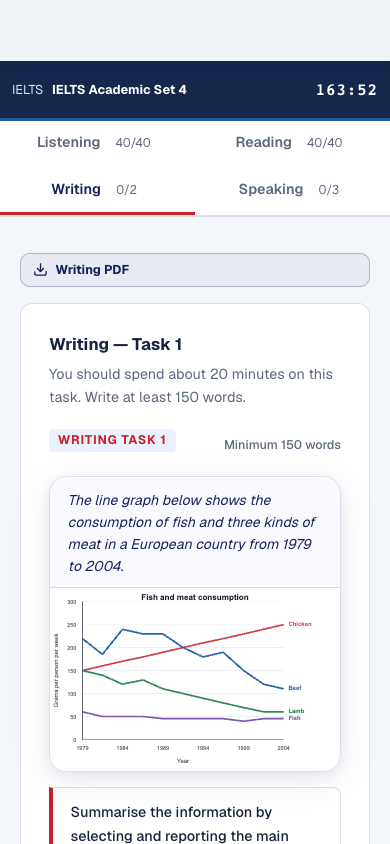 IELTS IELTS Academic Set 4 163:52
Listening 40/40 Reading 40/40
Writing 0/2 Speaking 0/3
Writing PDF
Writing — Task 1
You should spend about 20 minutes on this
task. Write at least 150 words.
WRITING TASK 1 Minimum 150 words
The line graph below shows the
consumption of fish and three kinds of
meat in a European country from 1979
to 2004.
Fish and meat consumption
Grams per person per week
300
250
200
150
100
50
0
Chicken
Beef
Lamb
Fish
1979 1984 1989 1994 1999 2004
Year
Summarise the information by
selecting and reporting the main